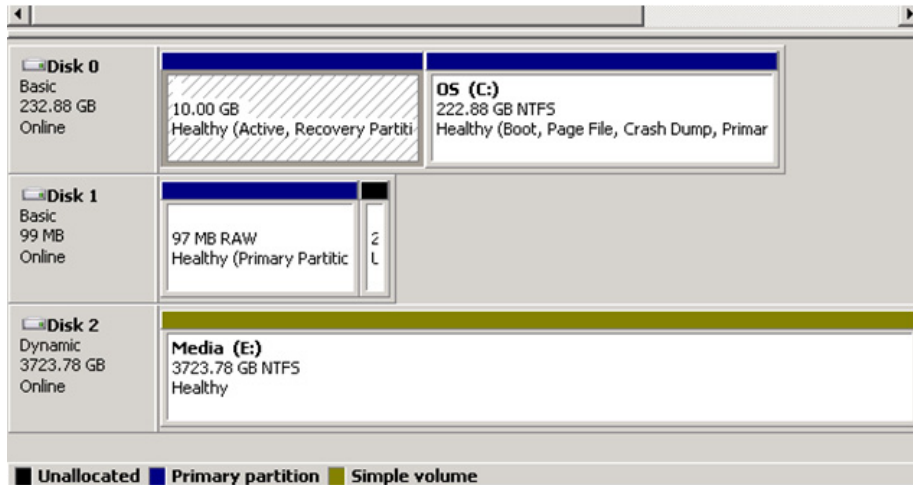 Disk 0
Basic
232.88 GB
Online
10.00 GB
Healthy (Active, Recovery Partiti
OS (C:)
222.88 GB NTFS
Healthy (Boot, Page File, Crash Dump, Primar
Disk 1
Basic
99 MB
Online
97 MB RAW
Healthy (Primary Partitic
2
U
Disk 2
Dynamic
3723.78 GB
Online
Media (E:)
3723.78 GB NTFS
Healthy
Unallocated Primary partition Simple volume